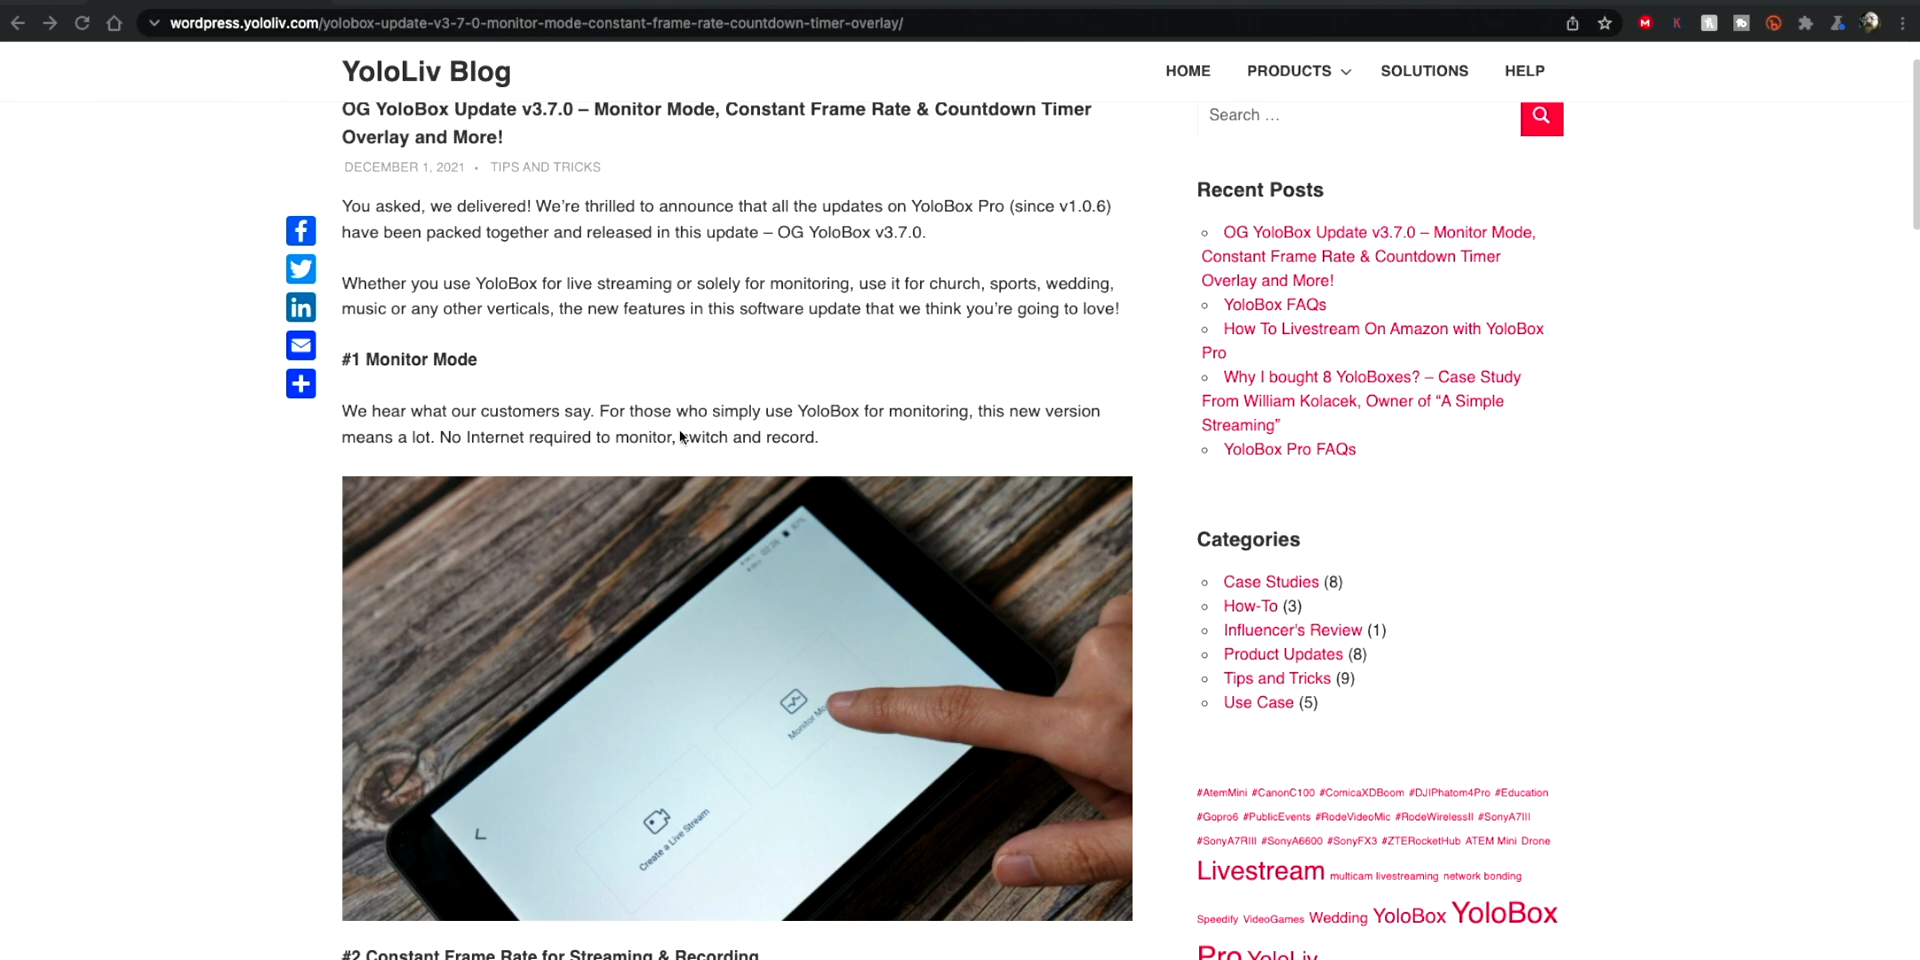 wordpress.yololiv.com/yolobox-update-v3-7-0-monitor-mode-constant-frame-rate-countdown-timer-overlay/
YoloLiv Blog
HOME PRODUCTS SOLUTIONS HELP
OG YoloBox Update v3.7.0 – Monitor Mode, Constant Frame Rate & Countdown Timer
Overlay and More!
DECEMBER 1, 2021 • TIPS AND TRICKS
You asked, we delivered! We're thrilled to announce that all the updates on YoloBox Pro (since v1.0.6)
have been packed together and released in this update – OG YoloBox v3.7.0.
Whether you use YoloBox for live streaming or solely for monitoring, use it for church, sports, wedding,
music or any other verticals, the new features in this software update that we think you're going to love!
#1 Monitor Mode
We hear what our customers say. For those who simply use YoloBox for monitoring, this new version
means a lot. No Internet required to monitor, switch and record.
Monitor Mo
Create a Live Stream
#2 Constant Frame Rate for Streaming & Recording
Search …
Recent Posts
OG YoloBox Update v3.7.0 – Monitor Mode,
Constant Frame Rate & Countdown Timer
Overlay and More!
YoloBox FAQs
How To Livestream On Amazon with YoloBox
Pro
Why I bought 8 YoloBoxes? – Case Study
From William Kolacek, Owner of "A Simple
Streaming"
YoloBox Pro FAQs
Categories
Case Studies (8)
How-To (3)
Influencer's Review (1)
Product Updates (8)
Tips and Tricks (9)
Use Case (5)
#AtemMini #CanonC100 #ComicaXDBoom #DJIPhatom4Pro #Education
#Gopro6 #PublicEvents #RodeVideoMic #RodeWirelessII #SonyA7III
#SonyA7RIII #SonyA6600 #SonyFX3 #ZTERocketHub ATEM Mini Drone
Livestream multicam livestreaming network bonding
Speedify VideoGames Wedding YoloBox YoloBox
Pro YoloLiv